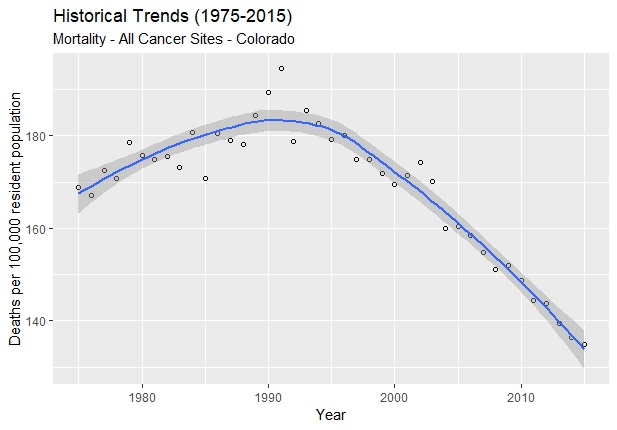 Historical Trends (1975-2015)
Mortality - All Cancer Sites - Colorado
Deaths per 100,000 resident population
180
160
140
1980 1990 2000 2010
Year